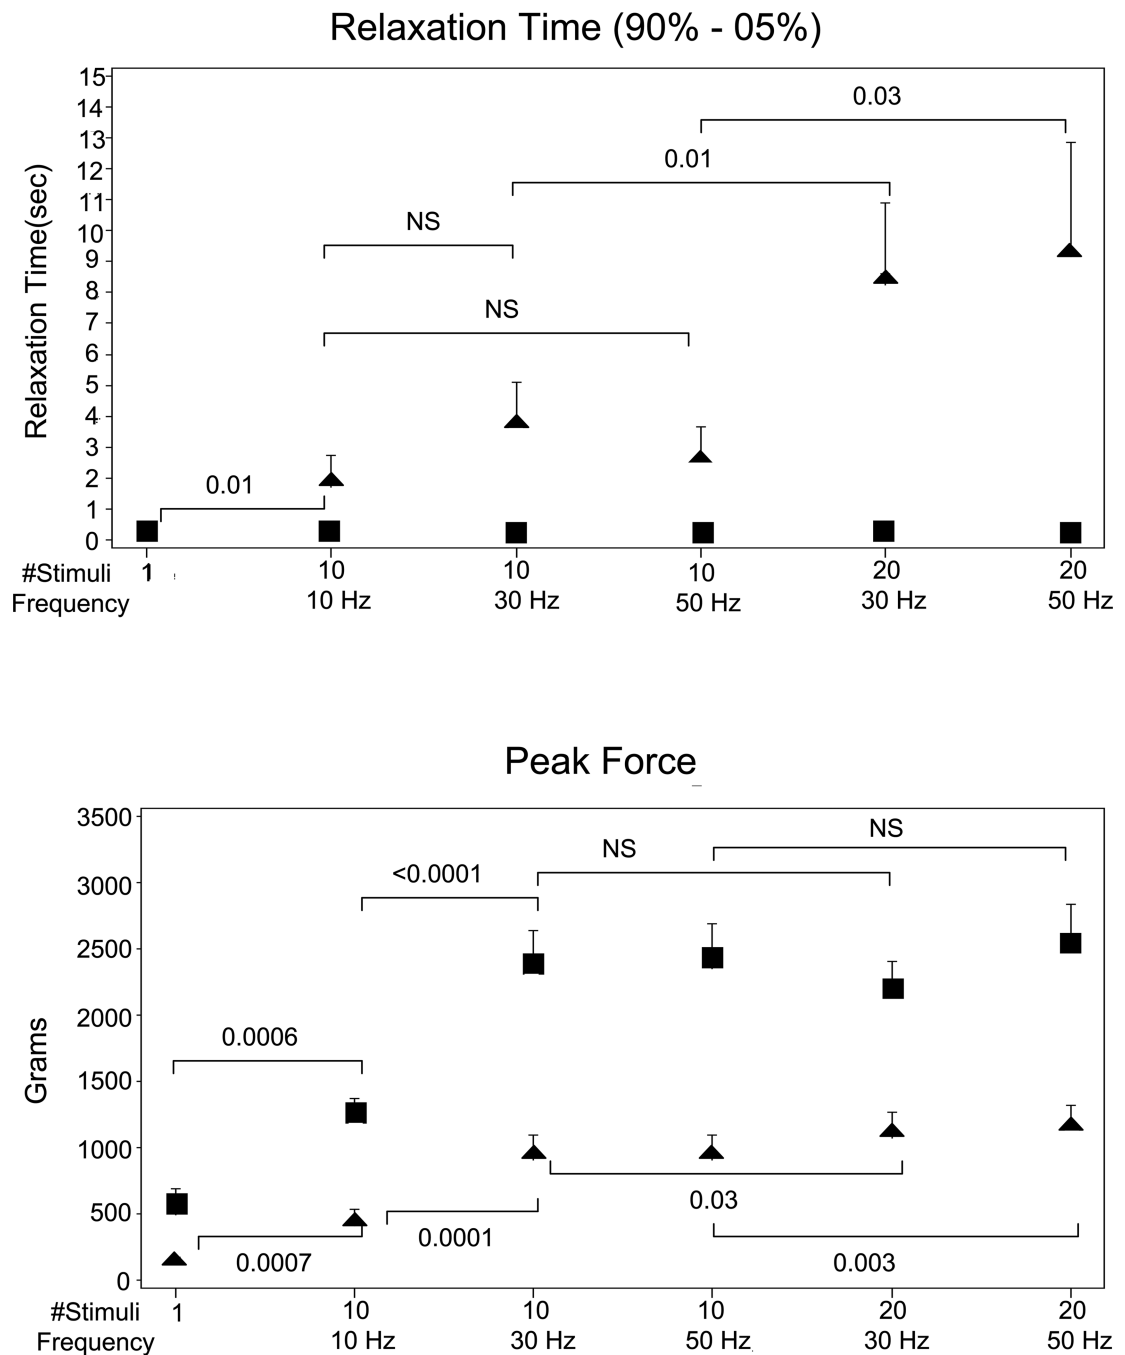 Relaxation Time (90% - 05%)
Relaxation Time(sec)
15
14
13
12
11
10
9
8
7
6
5
4
3
2
1
0
0.03
0.01
NS
NS
0.01
#Stimuli 1 10 10 10 20 20
Frequency 10 Hz 30 Hz 50 Hz 30 Hz 50 Hz
Peak Force
Grams
3500
3000
2500
2000
1500
1000
500
0
NS
NS
<0.0001
0.0006
0.03
0.0001
0.0007
0.003
#Stimuli 1 10 10 10 20 20
Frequency 10 Hz 30 Hz 50 Hz 30 Hz 50 Hz